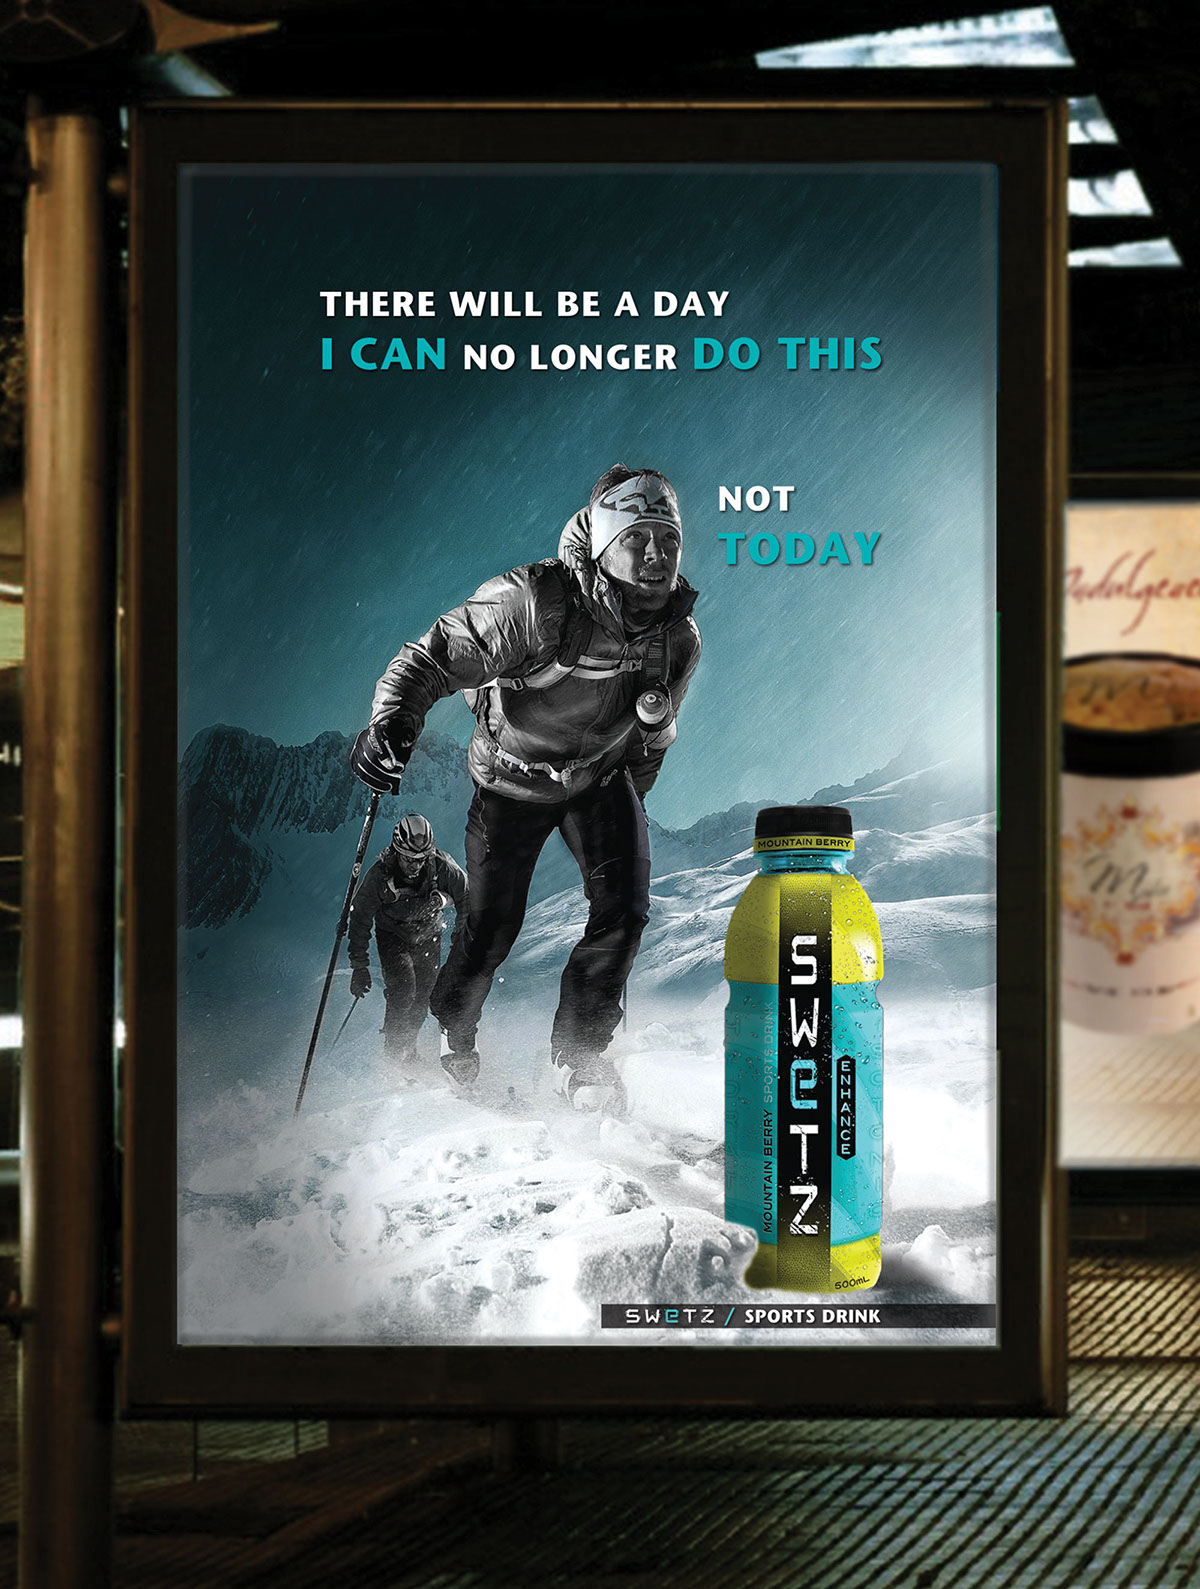 THERE WILL BE A DAY
I CAN NO LONGER DO THIS
NOT
TODAY
MOUNTAIN BERRY
SWeTZ
MOUNTAIN BERRY SPORTS DRINK
ENHANCE
500mL
SWeTZ / SPORTS DRINK